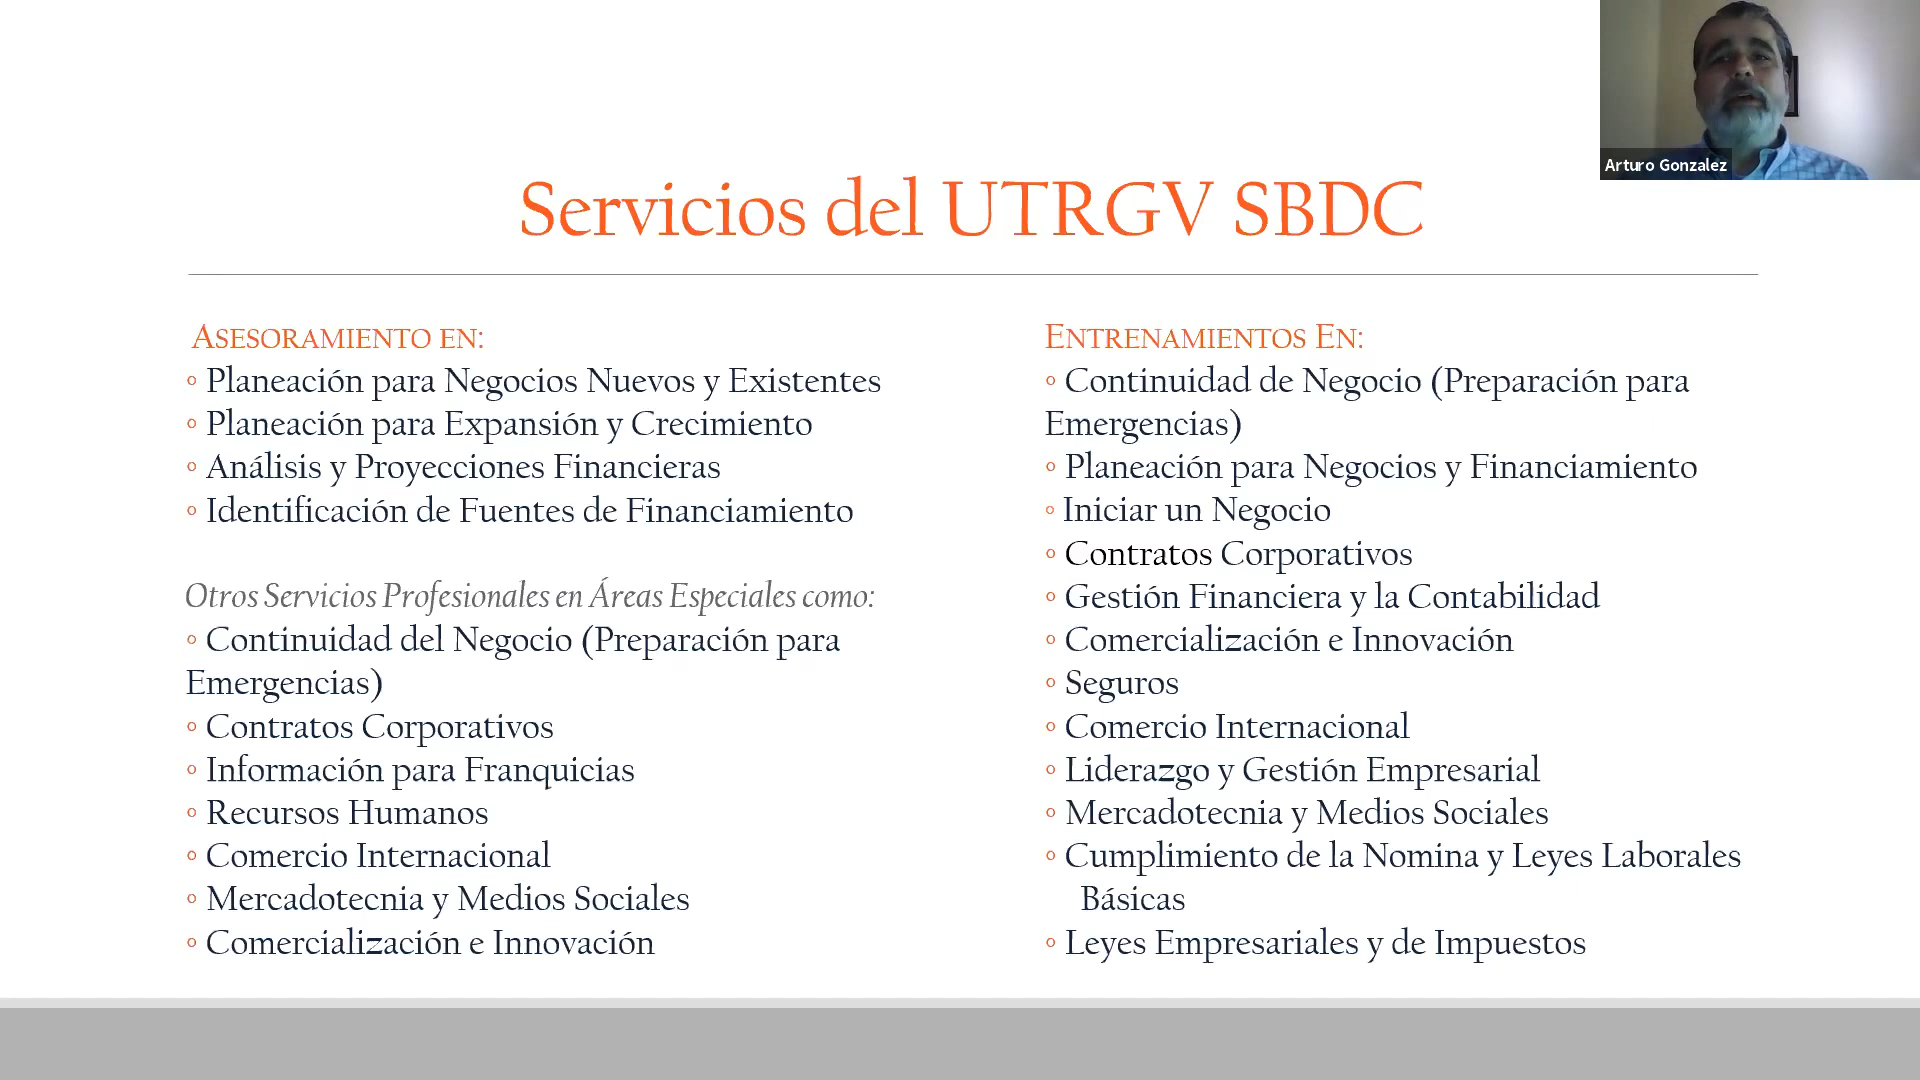 Arturo Gonzalez
Servicios del UTRGV SBDC
ASESORAMIENTO EN:
◦ Planeación para Negocios Nuevos y Existentes
◦ Planeación para Expansión y Crecimiento
◦ Análisis y Proyecciones Financieras
◦ Identificación de Fuentes de Financiamiento
Otros Servicios Profesionales en Áreas Especiales como:
◦ Continuidad del Negocio (Preparación para
Emergencias)
◦ Contratos Corporativos
◦ Información para Franquicias
◦ Recursos Humanos
◦ Comercio Internacional
◦ Mercadotecnia y Medios Sociales
◦ Comercialización e Innovación
ENTRENAMIENTOS EN:
◦ Continuidad de Negocio (Preparación para
Emergencias)
◦ Planeación para Negocios y Financiamiento
◦ Iniciar un Negocio
◦ Contratos Corporativos
◦ Gestión Financiera y la Contabilidad
◦ Comercialización e Innovación
◦ Seguros
◦ Comercio Internacional
◦ Liderazgo y Gestión Empresarial
◦ Mercadotecnia y Medios Sociales
◦ Cumplimiento de la Nomina y Leyes Laborales
Básicas
◦ Leyes Empresariales y de Impuestos